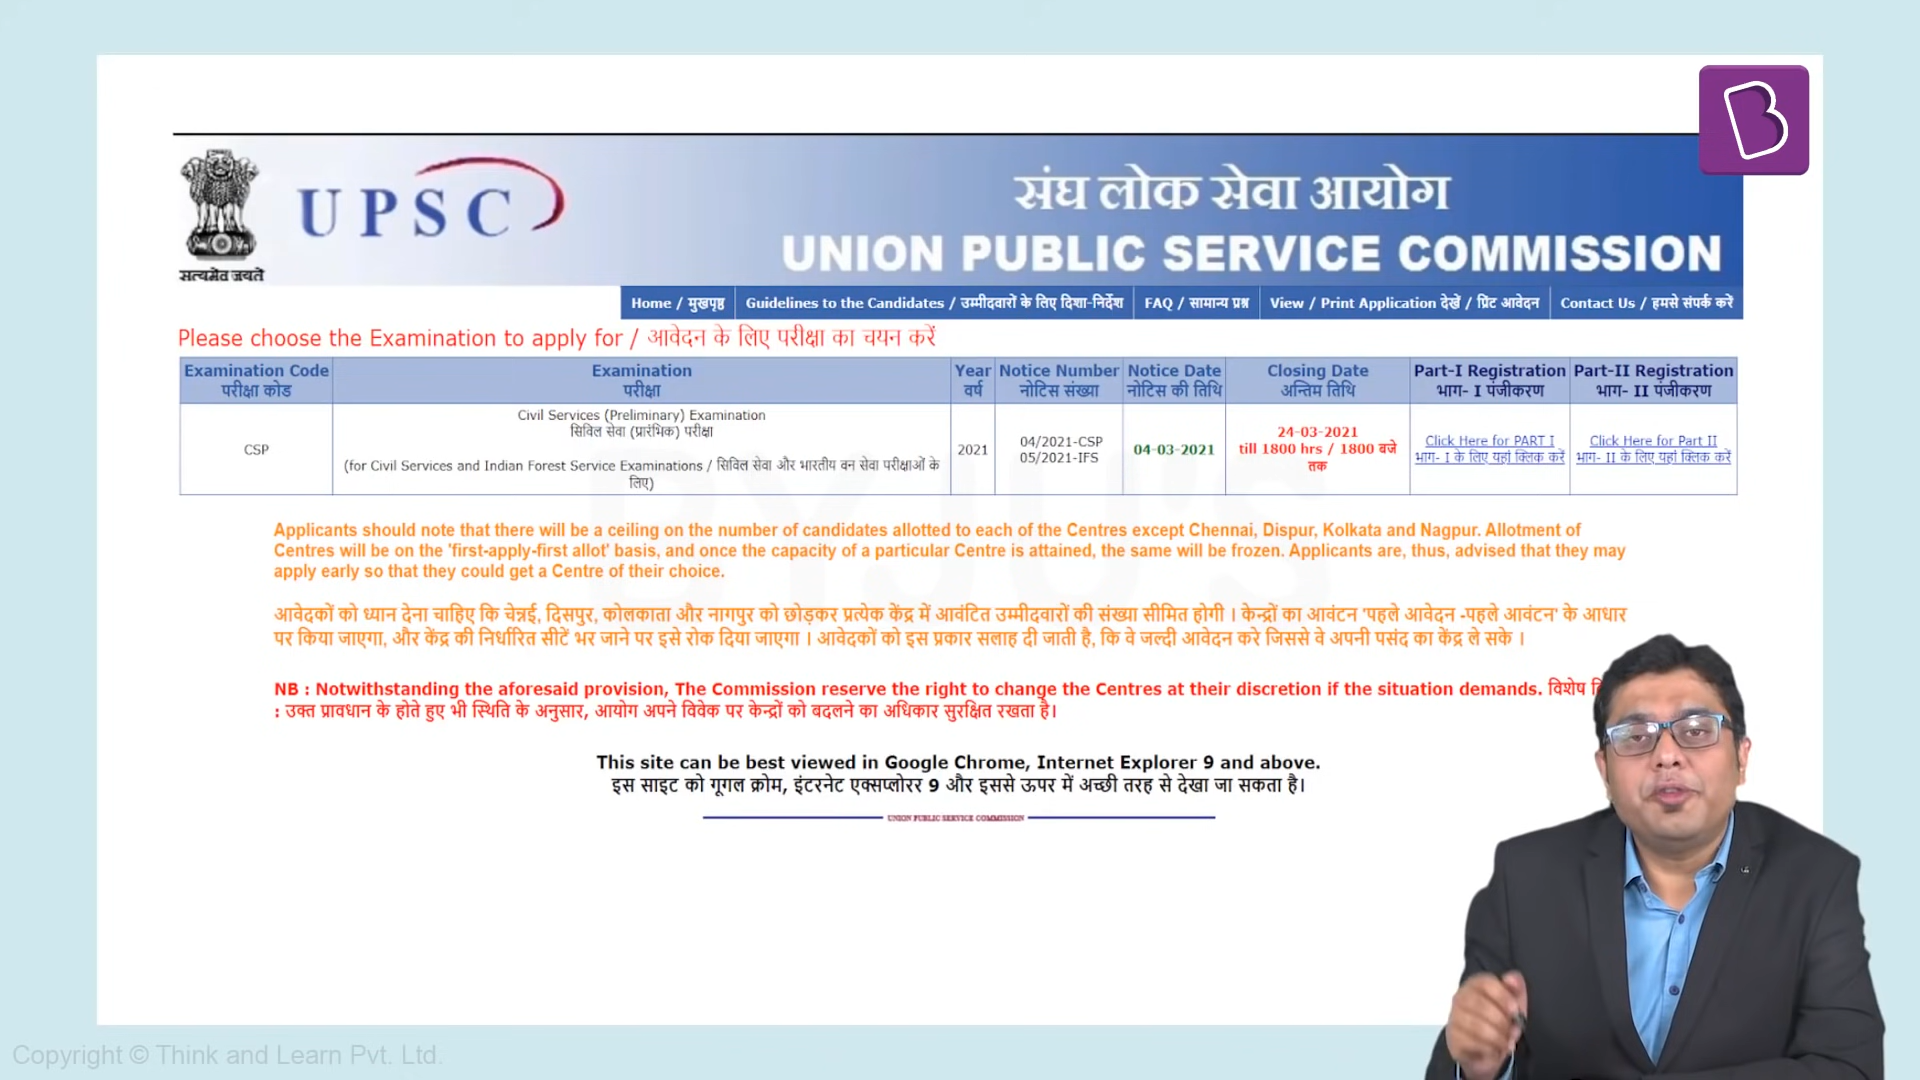 B
संघ लोक सेवा आयोग
UPSC
UNION PUBLIC SERVICE COMMISSION
सत्यमेव जयते
Home / मुखपृष्ठ Guidelines to the Candidates / उम्मीदवारों के लिए दिशा-निर्देश FAQ / सामान्य प्रश्न View / Print Application देखें / प्रिंट आवेदन Contact Us / हमसे संपर्क करें
Please choose the Examination to apply for / आवेदन के लिए परीक्षा का चयन करें
Examination Code Examination Year Notice Number Notice Date Closing Date Part-I Registration Part-II Registration
परीक्षा कोड परीक्षा वर्ष नोटिस संख्या नोटिस की तिथि अन्तिम तिथि भाग- I पंजीकरण भाग- II पंजीकरण
Civil Services (Preliminary) Examination
सिविल सेवा (प्रारंभिक) परीक्षा
(for Civil Services and Indian Forest Service Examinations / सिविल सेवा और भारतीय वन सेवा परीक्षाओं के
लिए)
CSP
2021
04/2021-CSP
05/2021-IFS
04-03-2021
24-03-2021
till 1800 hrs / 1800 बजे
तक
Click Here for PART I
भाग- I के लिए यहां क्लिक करें
Click Here for Part II
भाग- II के लिए यहां क्लिक करें
BYJU'S
Applicants should note that there will be a ceiling on the number of candidates allotted to each of the Centres except Chennai, Dispur, Kolkata and Nagpur. Allotment of
Centres will be on the 'first-apply-first allot' basis, and once the capacity of a particular Centre is attained, the same will be frozen. Applicants are, thus, advised that they may
apply early so that they could get a Centre of their choice.
आवेदकों को ध्यान देना चाहिए कि चेन्नई, दिसपुर, कोलकाता और नागपुर को छोड़कर प्रत्येक केंद्र में आवंटित उम्मीदवारों की संख्या सीमित होगी । केन्द्रों का आवंटन 'पहले आवेदन -पहले आवंटन' के आधार
पर किया जाएगा, और केंद्र की निर्धारित सीटें भर जाने पर इसे रोक दिया जाएगा । आवेदकों को इस प्रकार सलाह दी जाती है, कि वे जल्दी आवेदन करे जिससे वे अपनी पसंद का केंद्र ले सके ।
NB : Notwithstanding the aforesaid provision, The Commission reserve the right to change the Centres at their discretion if the situation demands. विशेष
: उक्त प्रावधान के होते हुए भी स्थिति के अनुसार, आयोग अपने विवेक पर केन्द्रों को बदलने का अधिकार सुरक्षित रखता है।
This site can be best viewed in Google Chrome, Internet Explorer 9 and above.
इस साइट को गूगल क्रोम, इंटरनेट एक्सप्लोरर 9 और इससे ऊपर में अच्छी तरह से देखा जा सकता है।
UNION PUBLIC SERVICE COMMISSION
Copyright © Think and Learn Pvt. Ltd.